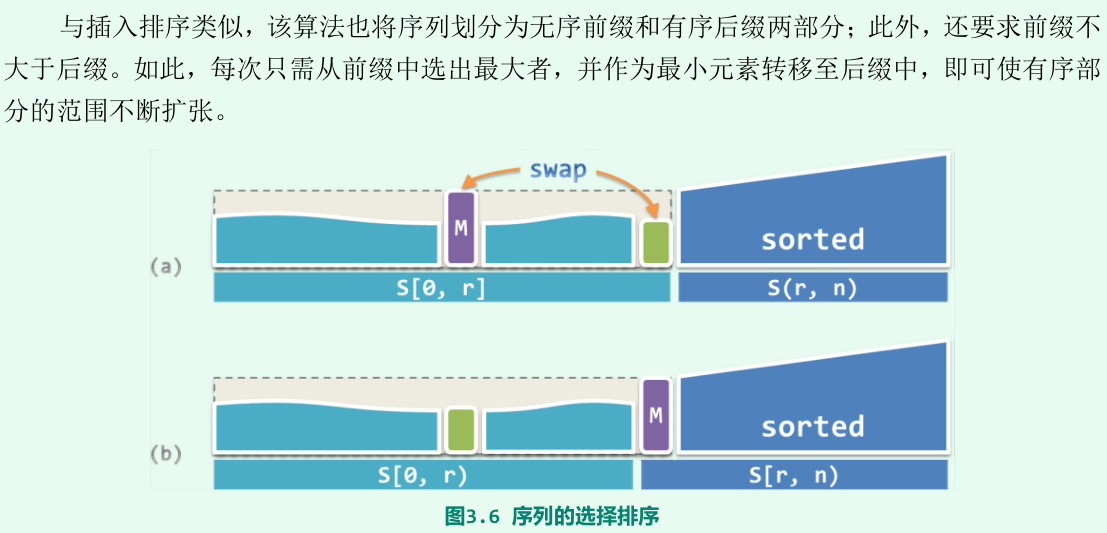 与插入排序类似，该算法也将序列划分为无序前缀和有序后缀两部分；此外，还要求前缀不
大于后缀。如此，每次只需从前缀中选出最大者，并作为最小元素转移至后缀中，即可使有序部
分的范围不断扩张。
swap
M
sorted
(a)
S[0, r]
S(r, n)
M
sorted
(b)
S[0, r)
S[r, n)
图3.6 序列的选择排序